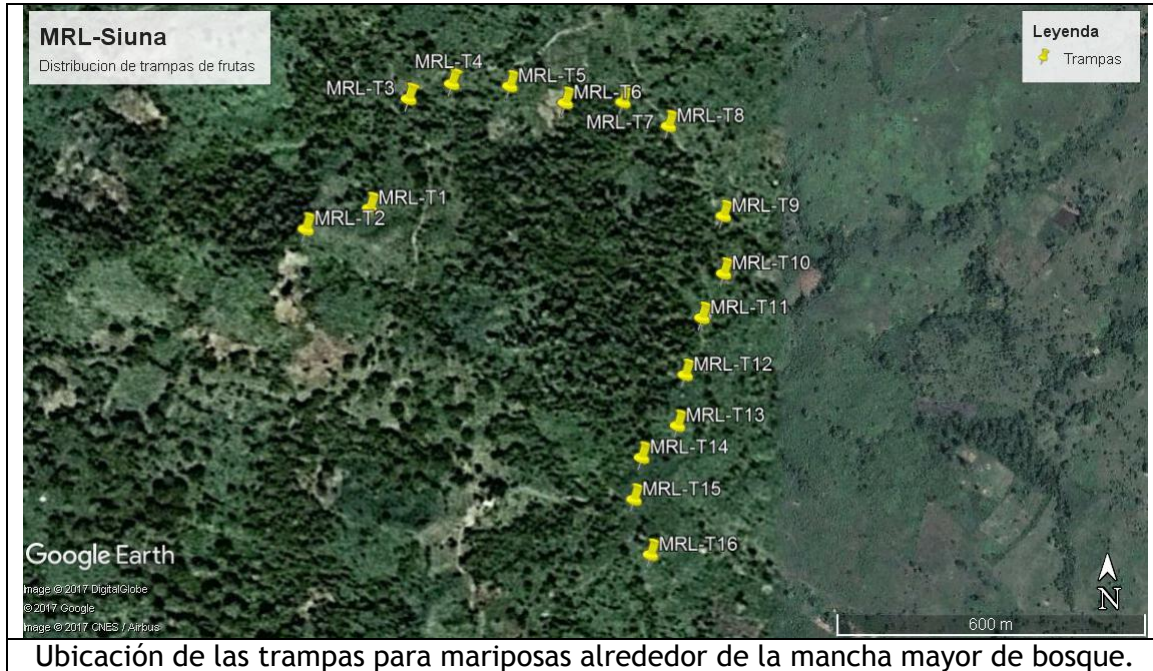 MRL-Siuna
Distribucion de trampas de frutas
Leyenda
Trampas
MRL-T4
MRL-T3
MRL-T5
MRL-T6
MRL-T7
MRL-T8
MRL-T1
MRL-T2
MRL-T9
MRL-T10
MRL-T11
MRL-T12
MRL-T13
MRL-T14
MRL-T15
MRL-T16
Google Earth
Image © 2017 DigitalGlobe
© 2017 Google
Image © 2017 CNES / Airbus
N
600 m
Ubicación de las trampas para mariposas alrededor de la mancha mayor de bosque.